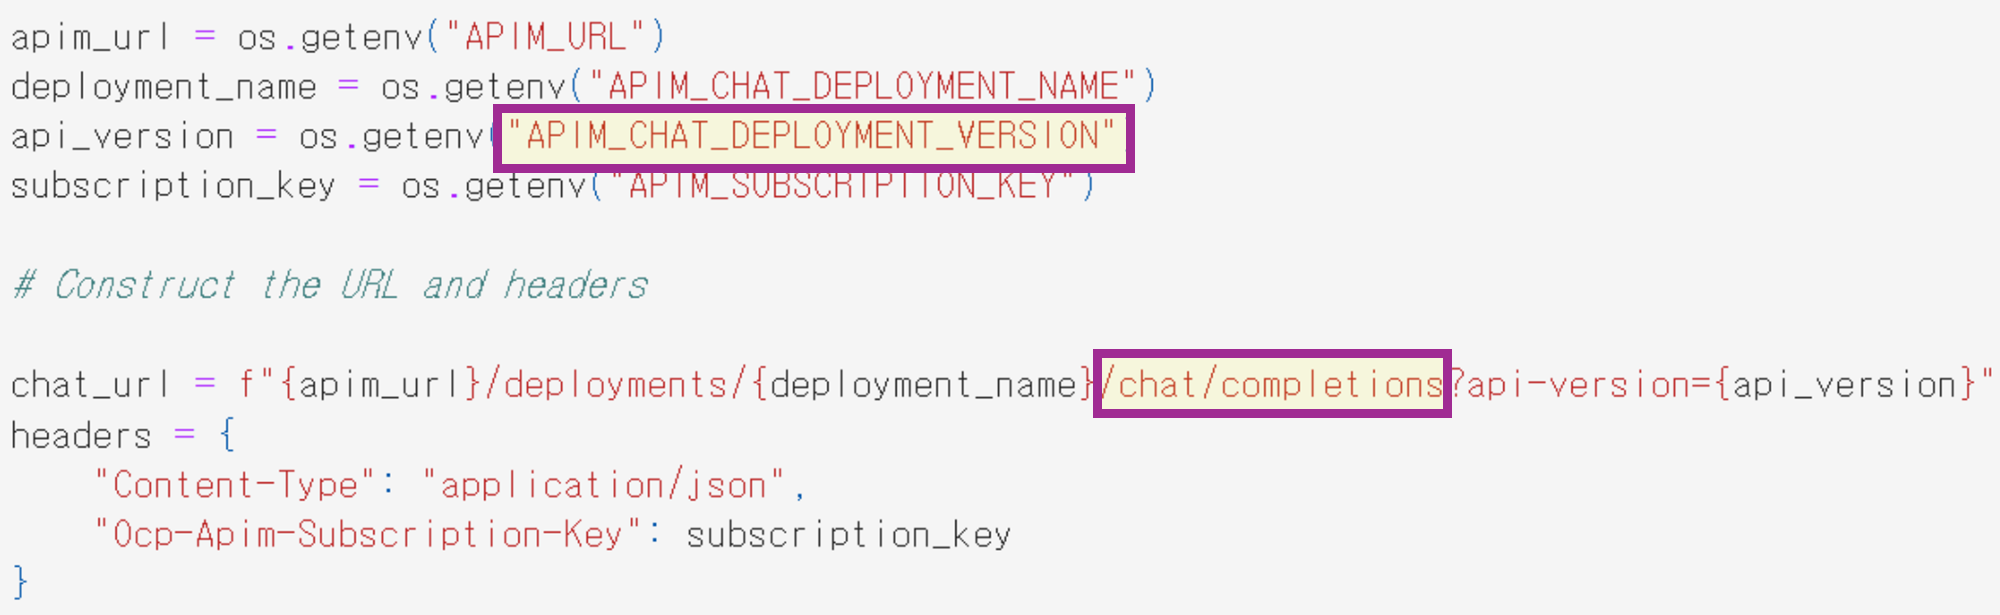 apim_url = os.getenv("APIM_URL")
deployment_name = os.getenv("APIM_CHAT_DEPLOYMENT_NAME")
api_version = os.getenv("APIM_CHAT_DEPLOYMENT_VERSION"
subscription_key = os.getenv("APIM_SUBSCRIPTION_KEY")
# Construct the URL and headers
chat_url = f"{apim_url}/deployments/{deployment_name}/chat/completions?api-version={api_version}"
headers = {
    "Content-Type": "application/json",
    "Ocp-Apim-Subscription-Key": subscription_key
}